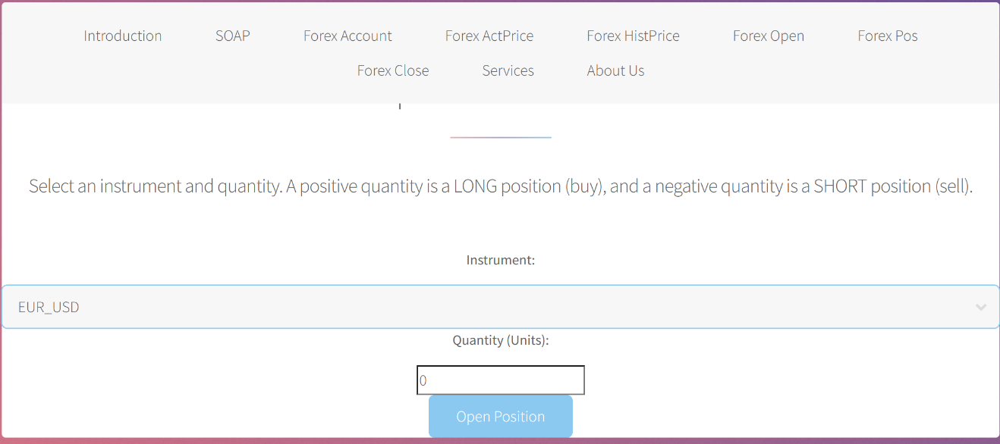 Introduction SOAP Forex Account Forex ActPrice Forex HistPrice Forex Open Forex Pos
Forex Close Services About Us
Select an instrument and quantity. A positive quantity is a LONG position (buy), and a negative quantity is a SHORT position (sell).
Instrument:
EUR_USD
Quantity (Units):
0
Open Position